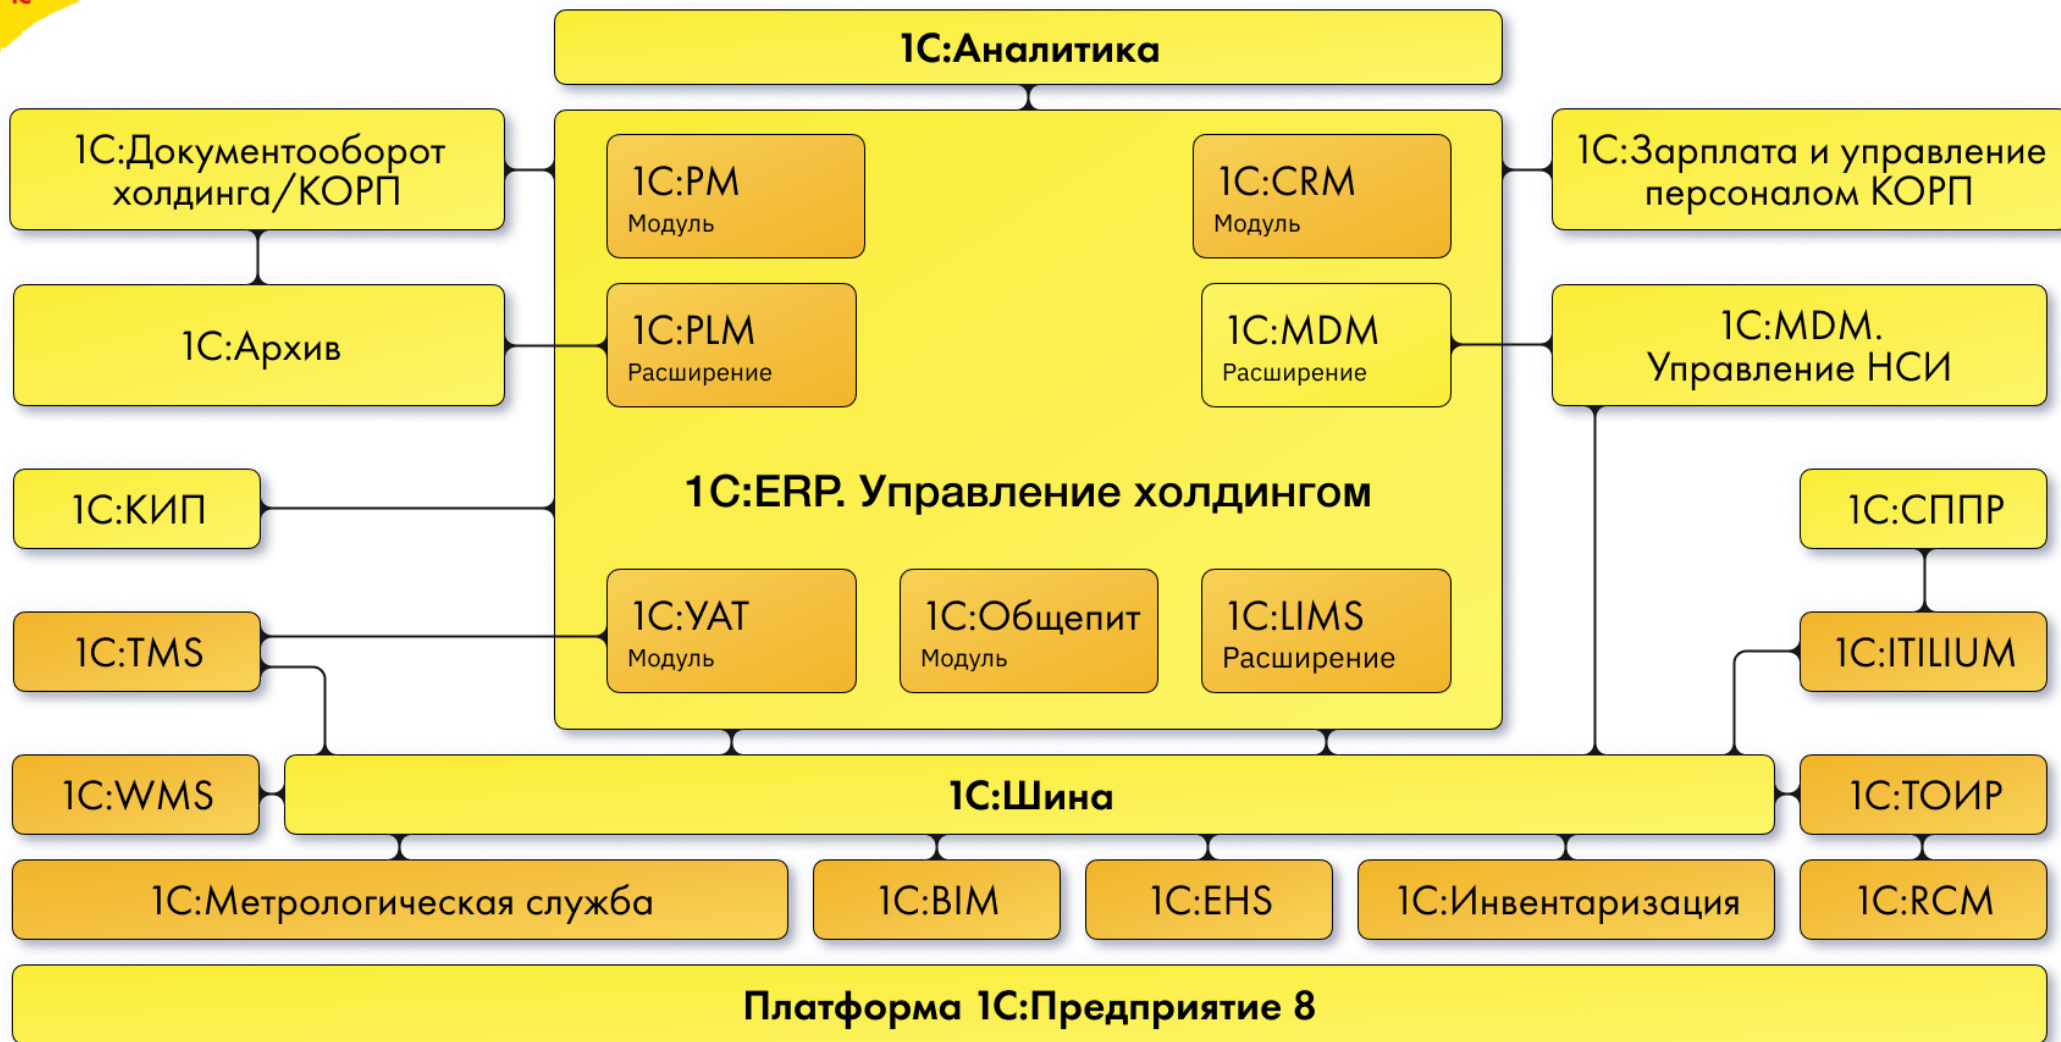 1С
1С:Аналитика
1С:Документооборот
холдинга/КОРП
1С:PM
Модуль
1С:CRM
Модуль
1С:Зарплата и управление
персоналом КОРП
1С:Архив
1С:PLM
Расширение
1С:MDM
Расширение
1С:MDM.
Управление НСИ
1С:КИП
1С:ERP. Управление холдингом
1С:СППР
1С:TMS
1С:УАТ
Модуль
1С:Общепит
Модуль
1С:LIMS
Расширение
1С:ITILIUM
1С:WMS
1С:Шина
1С:ТОИР
1С:Метрологическая служба
1С:BIM
1С:EHS
1С:Инвентаризация
1С:RCM
Платформа 1С:Предприятие 8